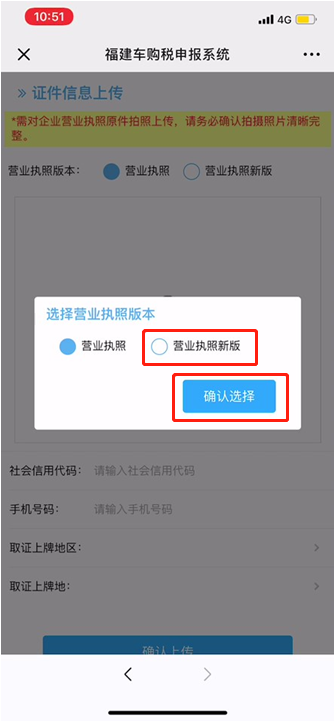 10:51
4G
福建车购税申报系统
» 证件信息上传
*需对企业营业执照原件拍照上传，请务必确认拍摄照片清晰完
整。
营业执照版本： 营业执照 营业执照新版
选择营业执照版本
营业执照 营业执照新版
确认选择
社会信用代码： 请输入社会信用代码
手机号码： 请输入手机号码
取证上牌地区：
取证上牌地：
确认上传